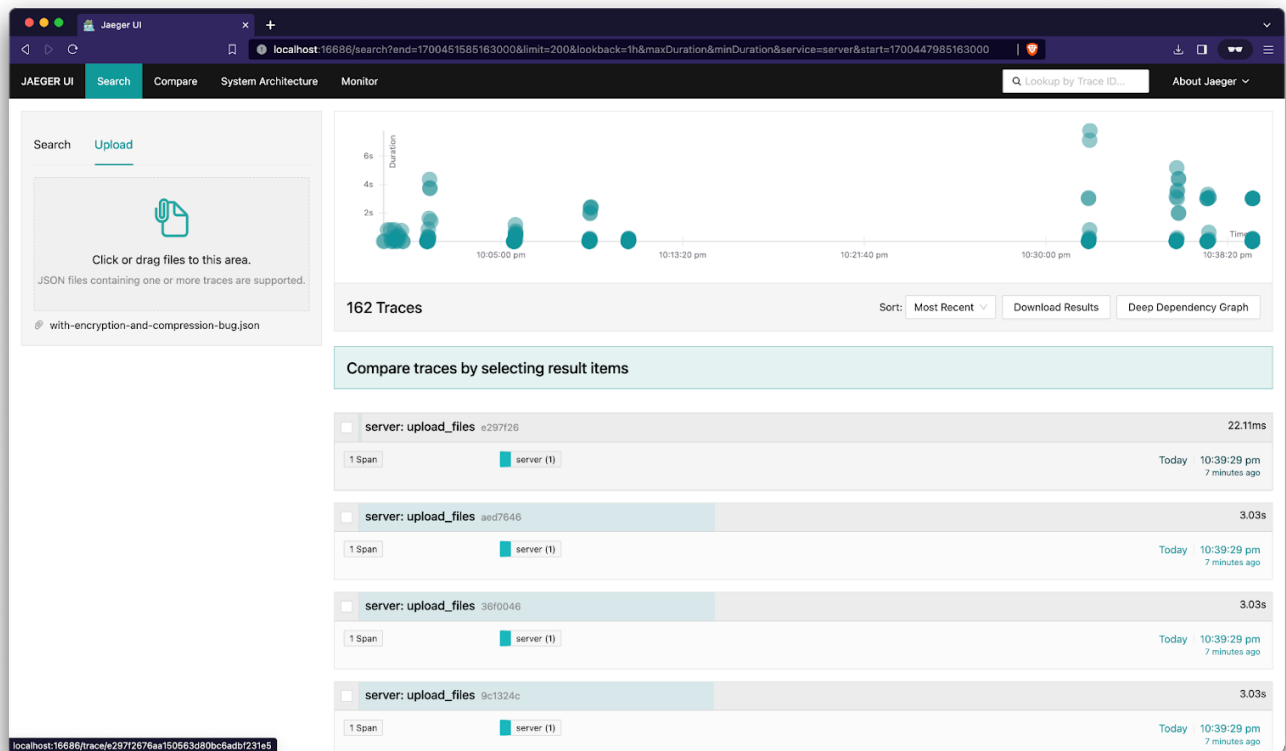 Jaeger UI
localhost:16686/search?end=1700451585163000&limit=200&lookback=1h&maxDuration&minDuration&service=server&start=1700447985163000
JAEGER UI Search Compare System Architecture Monitor Lookup by Trace ID... About Jaeger
Search Upload
Click or drag files to this area.
JSON files containing one or more traces are supported.
with-encryption-and-compression-bug.json
Duration
6s
4s
2s
Time
10:05:00 pm 10:13:20 pm 10:21:40 pm 10:30:00 pm 10:38:20 pm
162 Traces Sort: Most Recent Download Results Deep Dependency Graph
Compare traces by selecting result items
server: upload_files e297f26 22.11ms
1 Span server (1) Today 10:39:29 pm
7 minutes ago
server: upload_files aed7646 3.03s
1 Span server (1) Today 10:39:29 pm
7 minutes ago
server: upload_files 36f0046 3.03s
1 Span server (1) Today 10:39:29 pm
7 minutes ago
server: upload_files 9c1324c 3.03s
1 Span server (1) Today 10:39:29 pm
7 minutes ago
localhost:16686/trace/e297f2676aa150563d80bc6adbf231e5